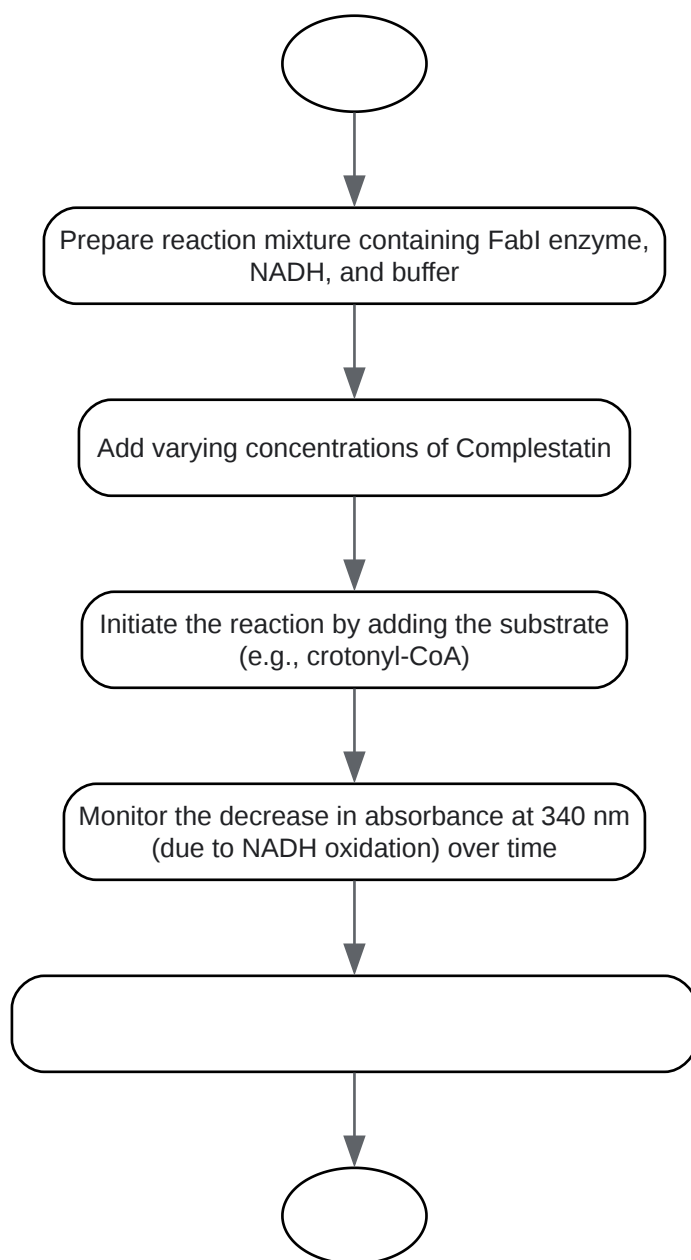 Prepare reaction mixture containing FabI enzyme,
NADH, and buffer
Add varying concentrations of Complestatin
Initiate the reaction by adding the substrate
(e.g., crotonyl-CoA)
Monitor the decrease in absorbance at 340 nm
(due to NADH oxidation) over time